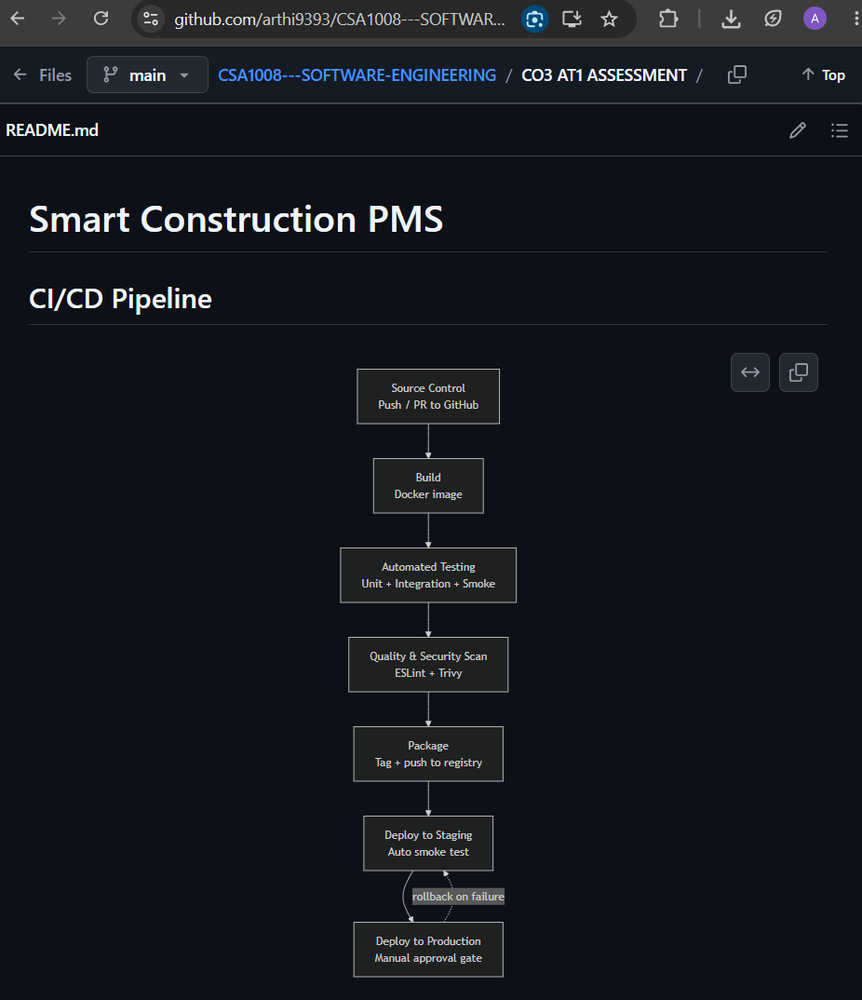 github.com/arthi9393/CSA1008---SOFTWAR...
A
Files
main
CSA1008---SOFTWARE-ENGINEERING / CO3 AT1 ASSESSMENT /
Top
README.md
Smart Construction PMS
CI/CD Pipeline
Source Control
Push / PR to GitHub
Build
Docker image
Automated Testing
Unit + Integration + Smoke
Quality & Security Scan
ESLint + Trivy
Package
Tag + push to registry
Deploy to Staging
Auto smoke test
rollback on failure
Deploy to Production
Manual approval gate